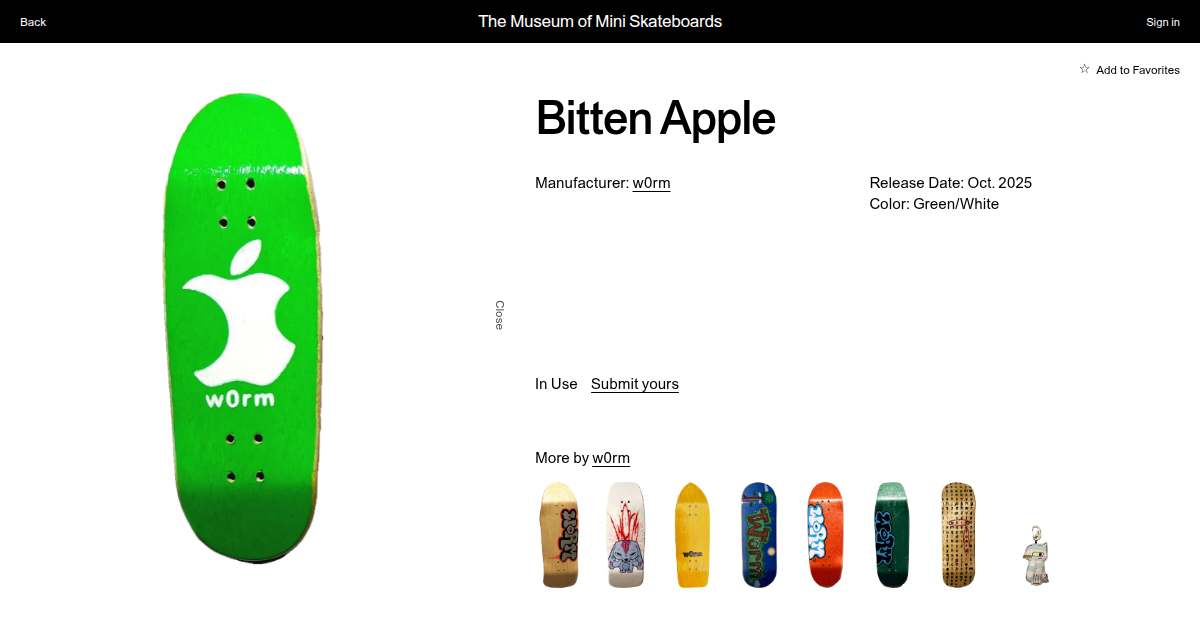 Back
The Museum of Mini Skateboards
Sign in
☆ Add to Favorites
Bitten Apple
Manufacturer: w0rm
Release Date: Oct. 2025
Color: Green/White
w0rm
Close
In Use
Submit yours
More by w0rm
w0rm